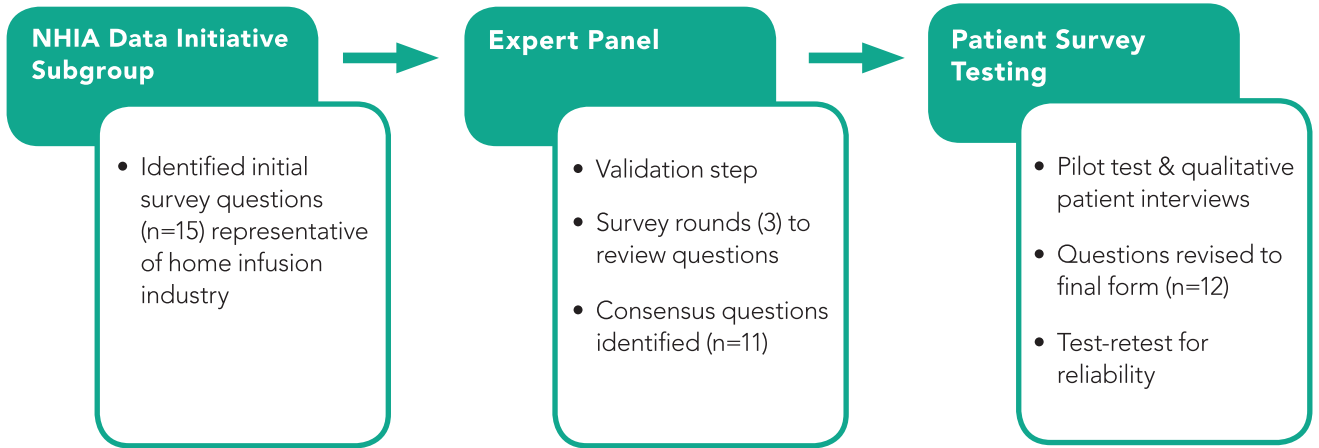 NHIA Data Initiative
Subgroup
• Identified initial
survey questions
(n=15) representative
of home infusion
industry
Expert Panel
• Validation step
• Survey rounds (3) to
review questions
• Consensus questions
identified (n=11)
Patient Survey
Testing
• Pilot test & qualitative
patient interviews
• Questions revised to
final form (n=12)
• Test-retest for
reliability